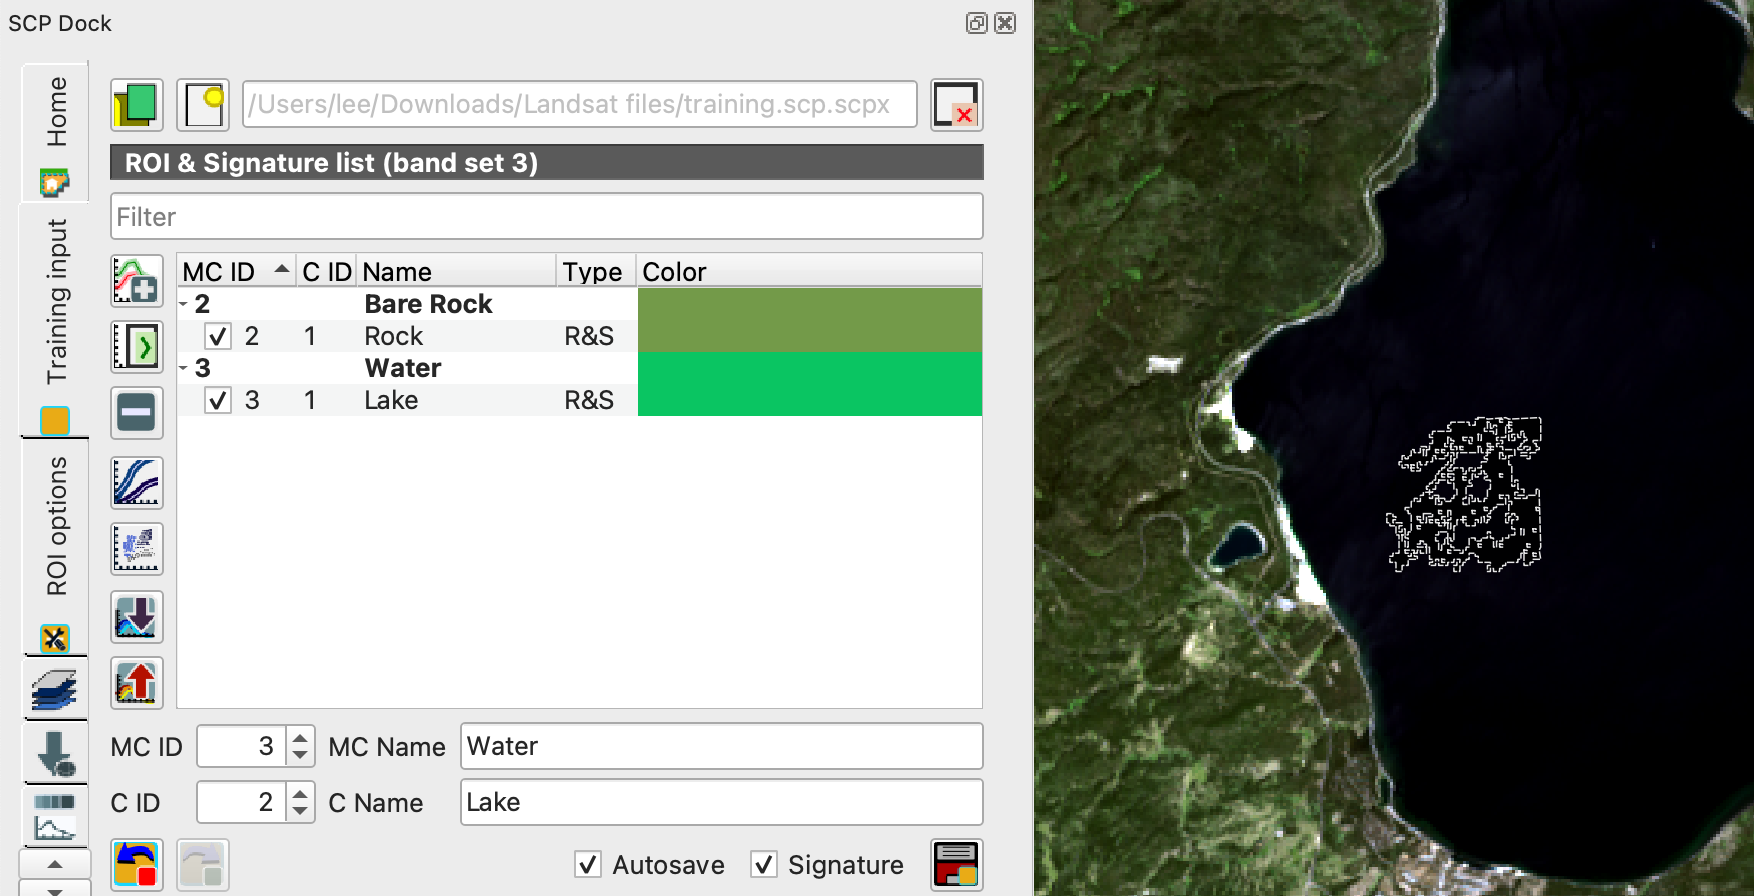 SCP Dock
Home
Training input
ROI options
/Users/lee/Downloads/Landsat files/training.scp.scpx
ROI & Signature list (band set 3)
Filter
MC ID C ID Name Type Color
2 Bare Rock
2 1 Rock R&S
3 Water
3 1 Lake R&S
MC ID 3 MC Name Water
C ID 2 C Name Lake
Autosave Signature